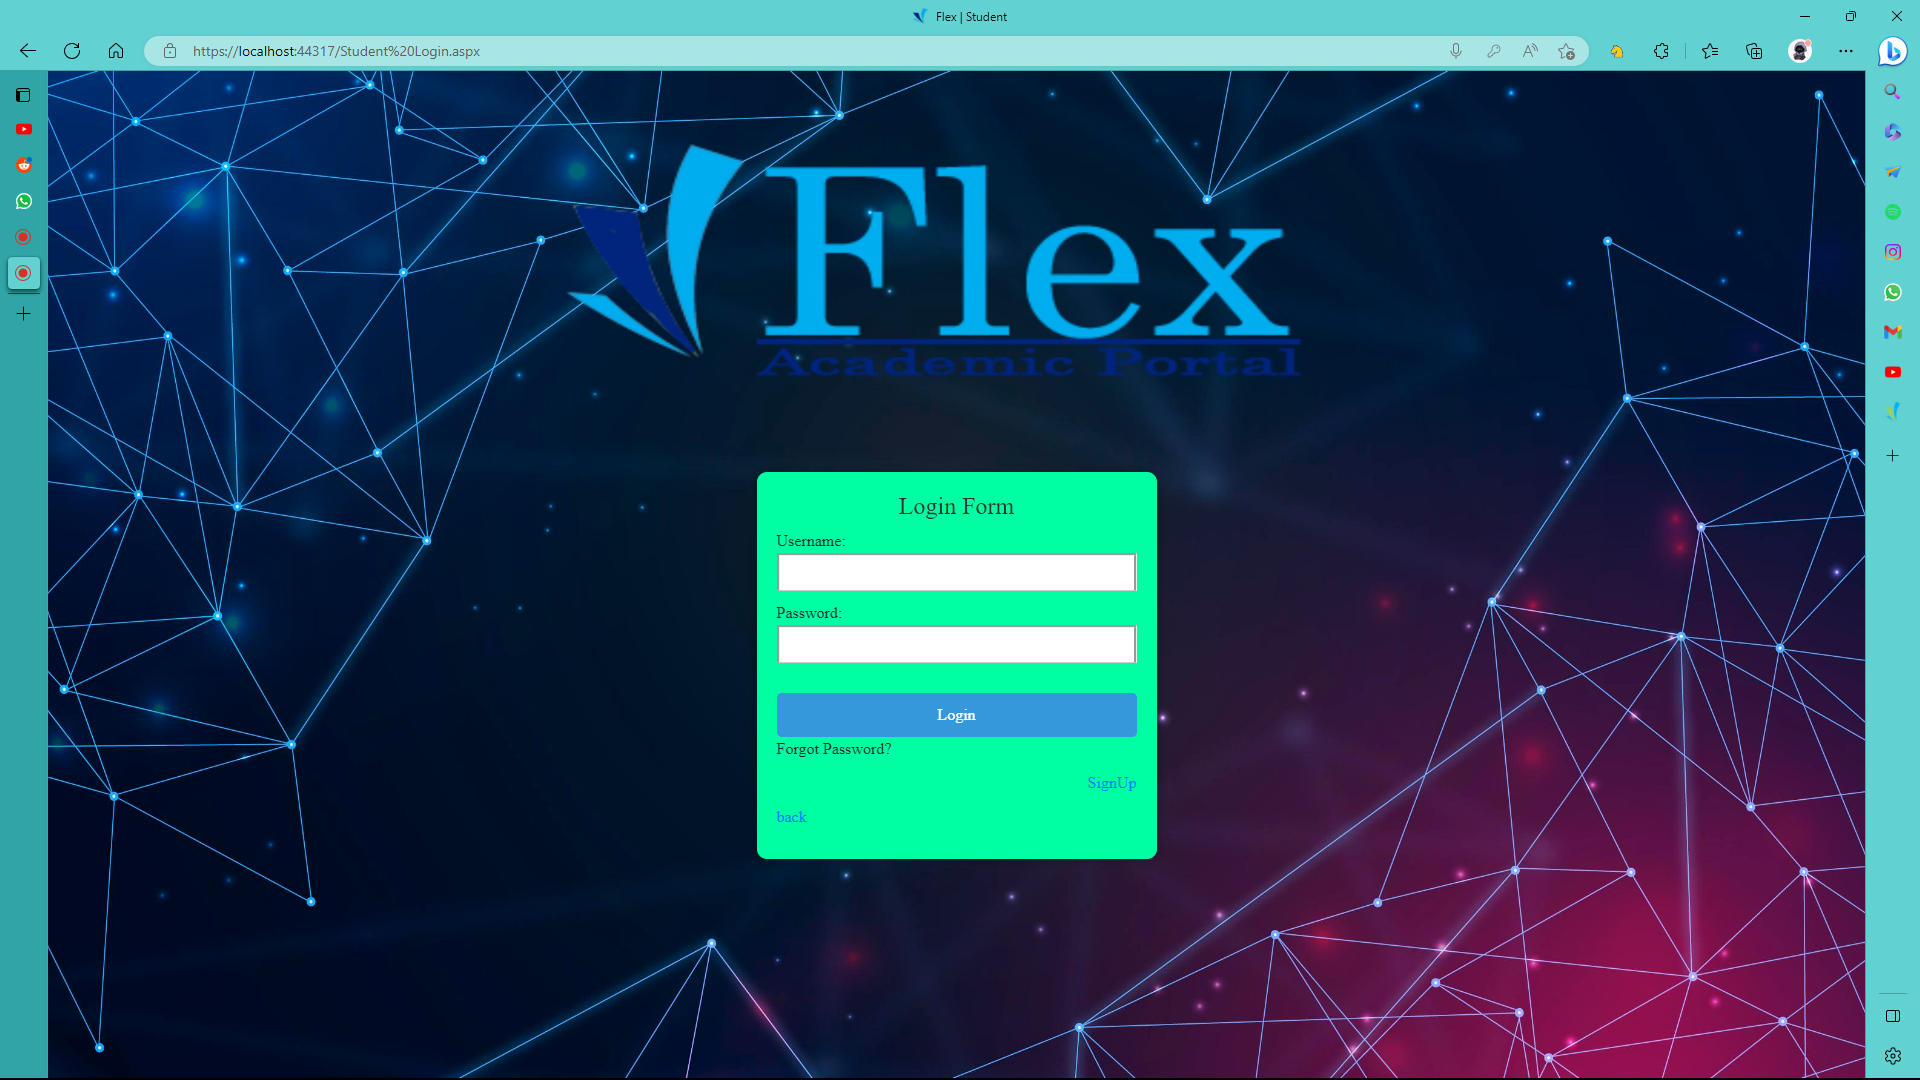 Flex | Student
https://localhost:44317/Student%20Login.aspx
Flex
Academic Portal
Login Form
Username:
Password:
Login
Forgot Password?
SignUp
back